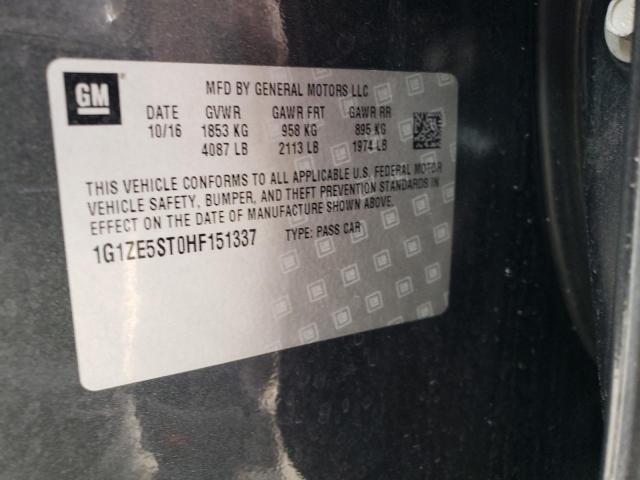 GM
MFD BY GENERAL MOTORS LLC
DATE GVWR GAWR FRT GAWR RR
10/16 1853 KG 958 KG 895 KG
4087 LB 2113 LB 1974 LB
THIS VEHICLE CONFORMS TO ALL APPLICABLE U.S. FEDERAL MOTOR
VEHICLE SAFETY, BUMPER, AND THEFT PREVENTION STANDARDS IN
EFFECT ON THE DATE OF MANUFACTURE SHOWN ABOVE.
1G1ZE5ST0HF151337 TYPE: PASS CAR